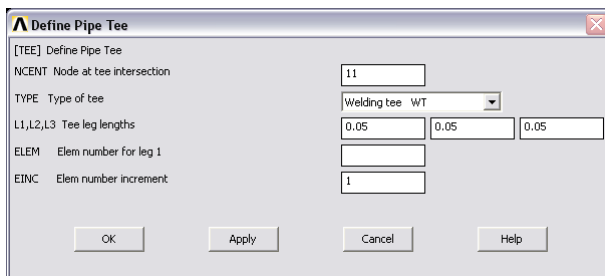 Define Pipe Tee
[TEE] Define Pipe Tee
NCENT Node at tee intersection 11
TYPE Type of tee Welding tee WT
L1,L2,L3 Tee leg lengths 0.05 0.05 0.05
ELEM Elem number for leg 1
EINC Elem number increment 1
OK Apply Cancel Help